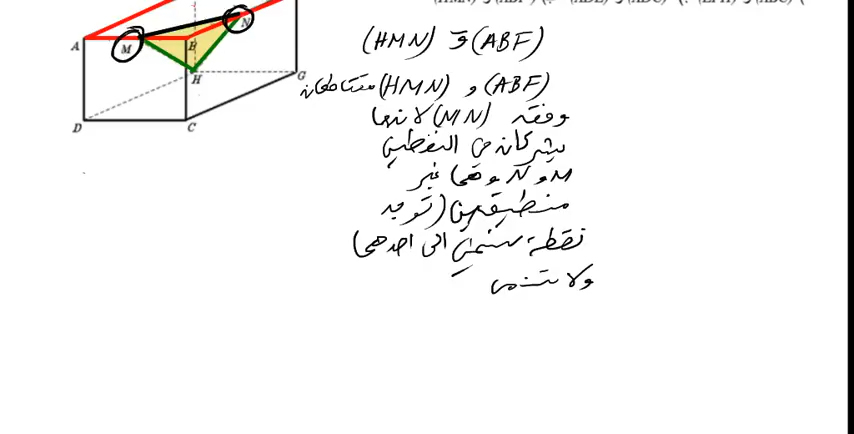 (HMN) و (ABF)
(ABF) و (HMN) متقاطعان
وفقه (MN) لانهما
يشتركان في النقطتين
M و N وهما غير
منطبقين (توجد
نقطة تنتمي الى احدهما
ولا تنتمي
A
M
B
N
H
G
D
C